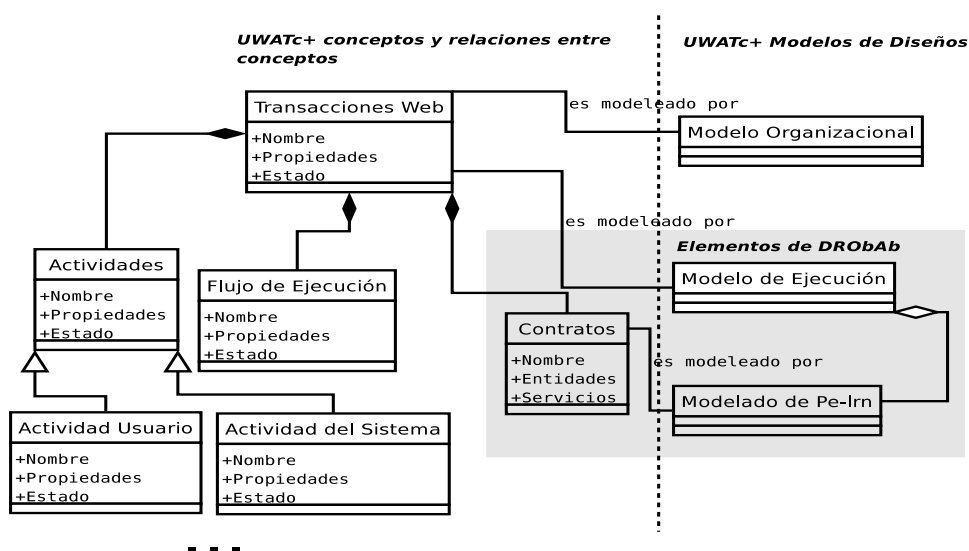 UWATc+ conceptos y relaciones entre
conceptos
UWATc+ Modelos de Diseños
Transacciones Web
+Nombre
+Propiedades
+Estado
es modeleado por
Modelo Organizacional
es modeleado por
Elementos de DRObAb
Actividades
+Nombre
+Propiedades
+Estado
Flujo de Ejecución
+Nombre
+Propiedades
+Estado
Modelo de Ejecución
Contratos
+Nombre
+Entidades
+Servicios
es modeleado por
Modelado de Pe-lrn
Actividad Usuario
+Nombre
+Propiedades
+Estado
Actividad del Sistema
+Nombre
+Propiedades
+Estado
...